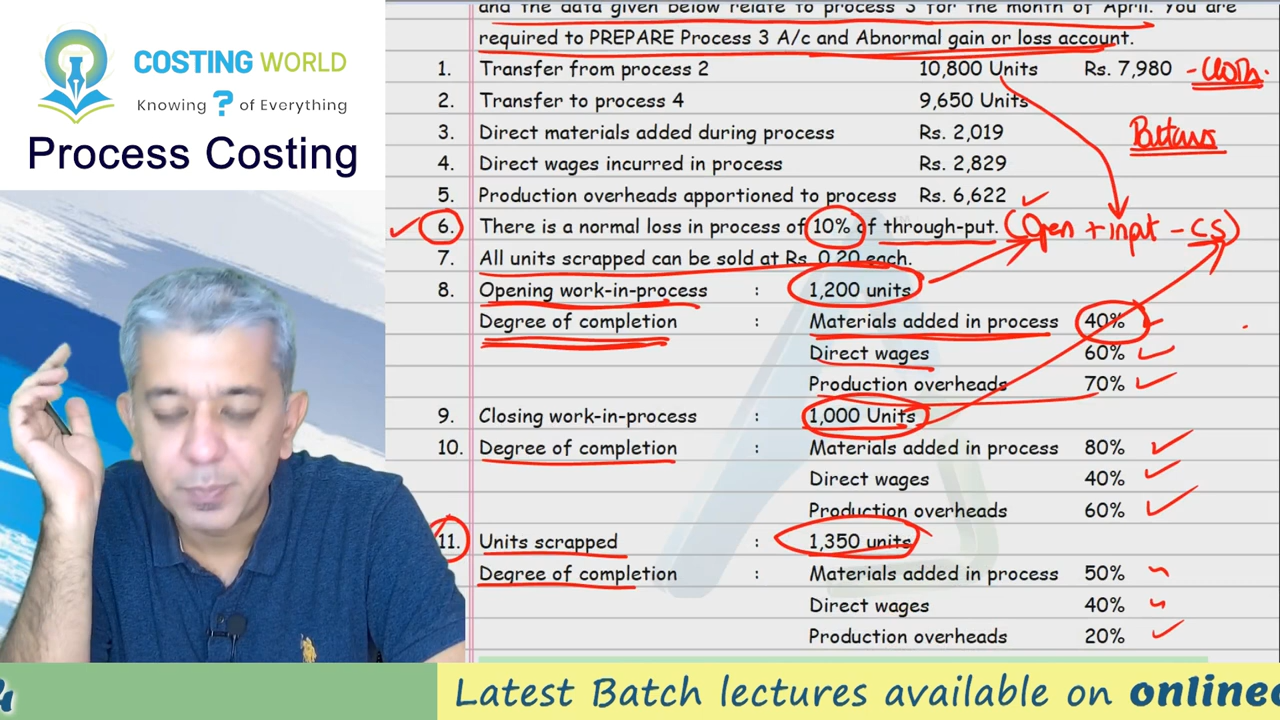 COSTING WORLD
Knowing ? of Everything
Process Costing
and the data given below relate to process 3 for the month of April. You are
required to PREPARE Process 3 A/c and Abnormal gain or loss account.
1. Transfer from process 2 10,800 Units Rs. 7,980 - Cloth.
2. Transfer to process 4 9,650 Units
3. Direct materials added during process Rs. 2,019 Buttons
4. Direct wages incurred in process Rs. 2,829
5. Production overheads apportioned to process Rs. 6,622
6. There is a normal loss in process of 10% of through-put. (Open + input - CS)
7. All units scrapped can be sold at Rs. 0.20 each.
8. Opening work-in-process : 1,200 units
Degree of completion : Materials added in process 40%
Direct wages 60%
Production overheads 70%
9. Closing work-in-process : 1,000 Units
10. Degree of completion : Materials added in process 80%
Direct wages 40%
Production overheads 60%
11. Units scrapped : 1,350 units
Degree of completion : Materials added in process 50%
Direct wages 40%
Production overheads 20%
Latest Batch lectures available on onlinec